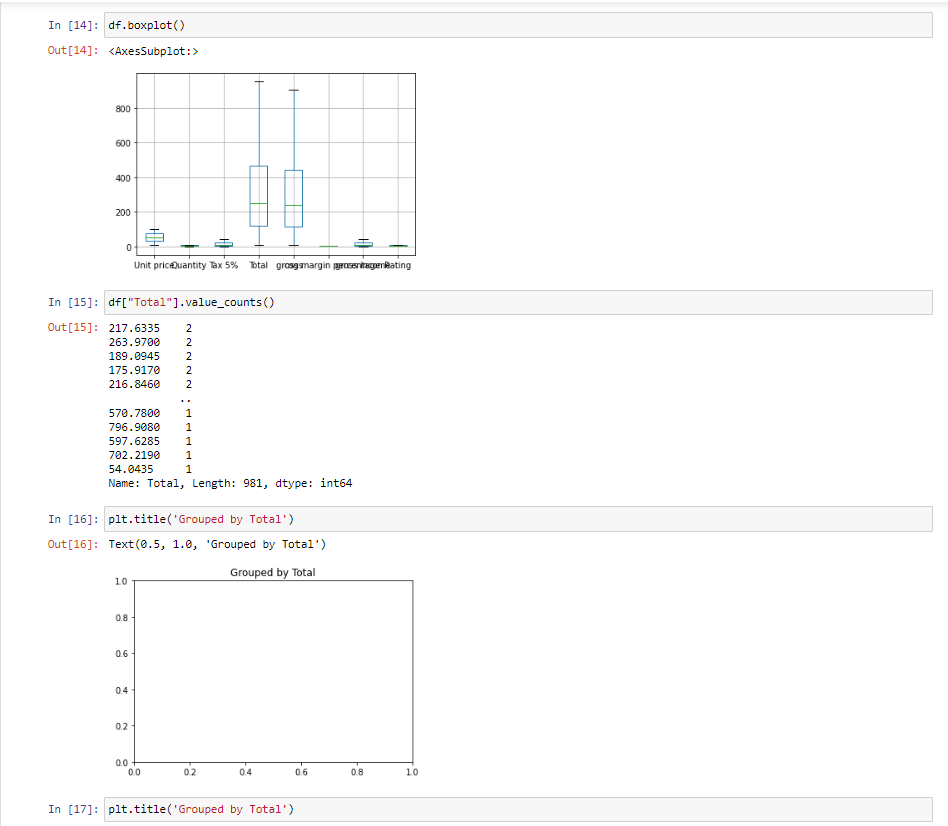 In [14]: df.boxplot()
Out[14]: <AxesSubplot:>
800
600
400
200
0
Unit price Quantity Tax 5% Total cogs gross margin percentage gross income Rating
In [15]: df["Total"].value_counts()
Out[15]: 217.6335 2
263.9700 2
189.0945 2
175.9170 2
216.8460 2
..
570.7800 1
796.9080 1
597.6285 1
702.2190 1
54.0435 1
Name: Total, Length: 981, dtype: int64
In [16]: plt.title('Grouped by Total')
Out[16]: Text(0.5, 1.0, 'Grouped by Total')
Grouped by Total
1.0
0.8
0.6
0.4
0.2
0.0
0.0 0.2 0.4 0.6 0.8 1.0
In [17]: plt.title('Grouped by Total')